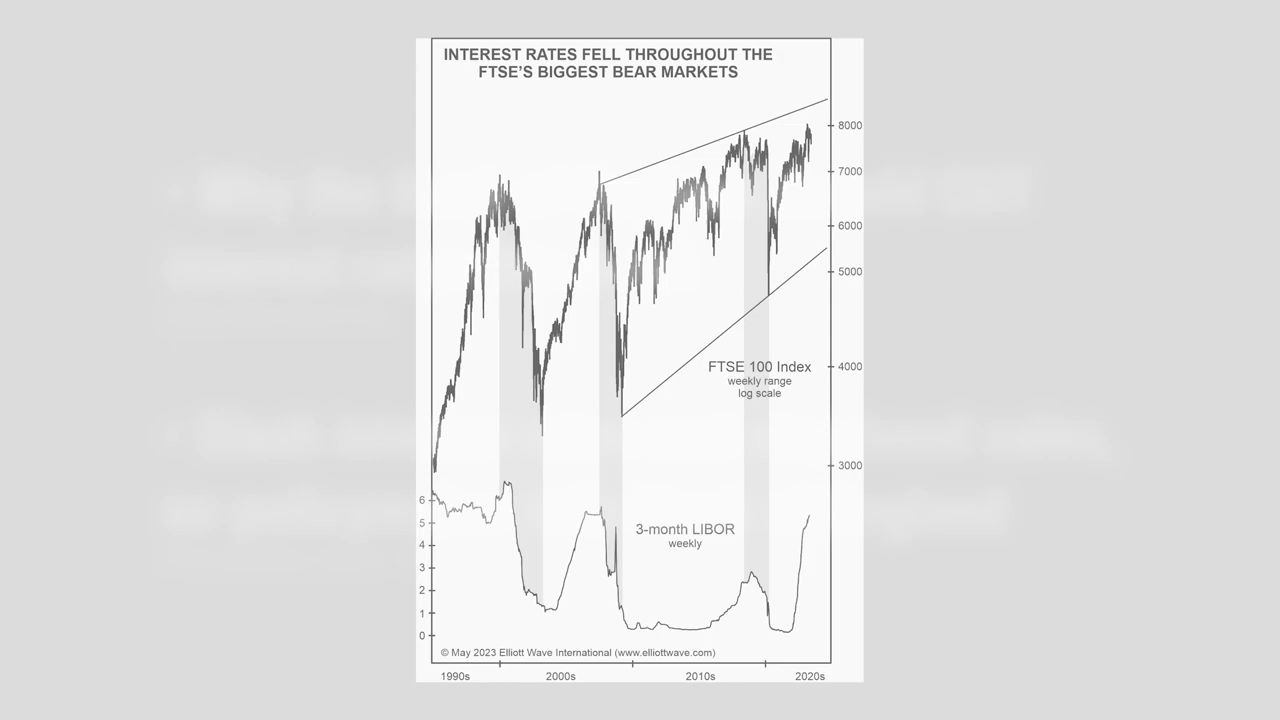 INTEREST RATES FELL THROUGHOUT THE
FTSE'S BIGGEST BEAR MARKETS
8000
7000
6000
5000
FTSE 100 Index
weekly range
log scale
4000
3000
6
5
4
3
2
1
0
3-month LIBOR
weekly
© May 2023 Elliott Wave International (www.elliottwave.com)
1990s 2000s 2010s 2020s